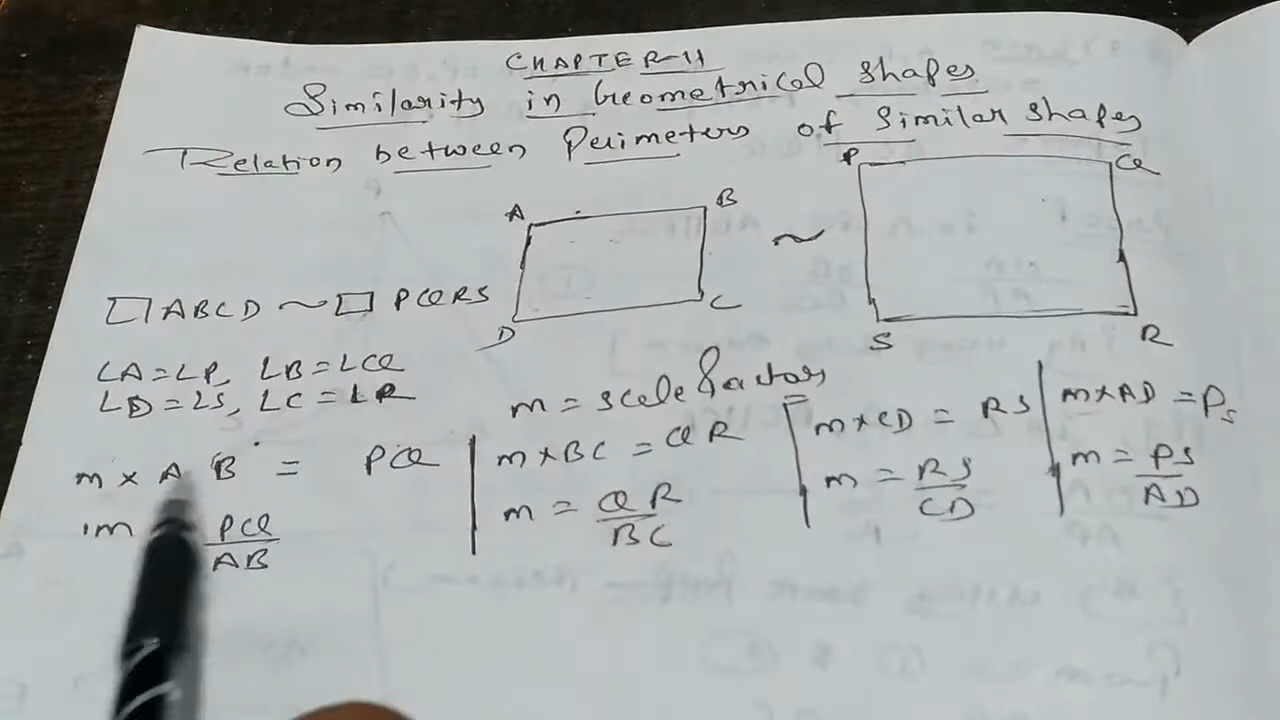 CHAPTER-11
Similarity in Geometrical shapes
Relation between Perimeters of Similar shapes
P Q
A B
~
□ABCD ~ □ PQRS
D C
S R
∠A=∠P, ∠B=∠Q
∠D=∠S, ∠C=∠R
m = scale factor
m × A B = PQ
m = PQ/AB
m×BC = QR
m = QR/BC
m×CD = RS
m = RS/CD
m×AD = PS
m = PS/AD